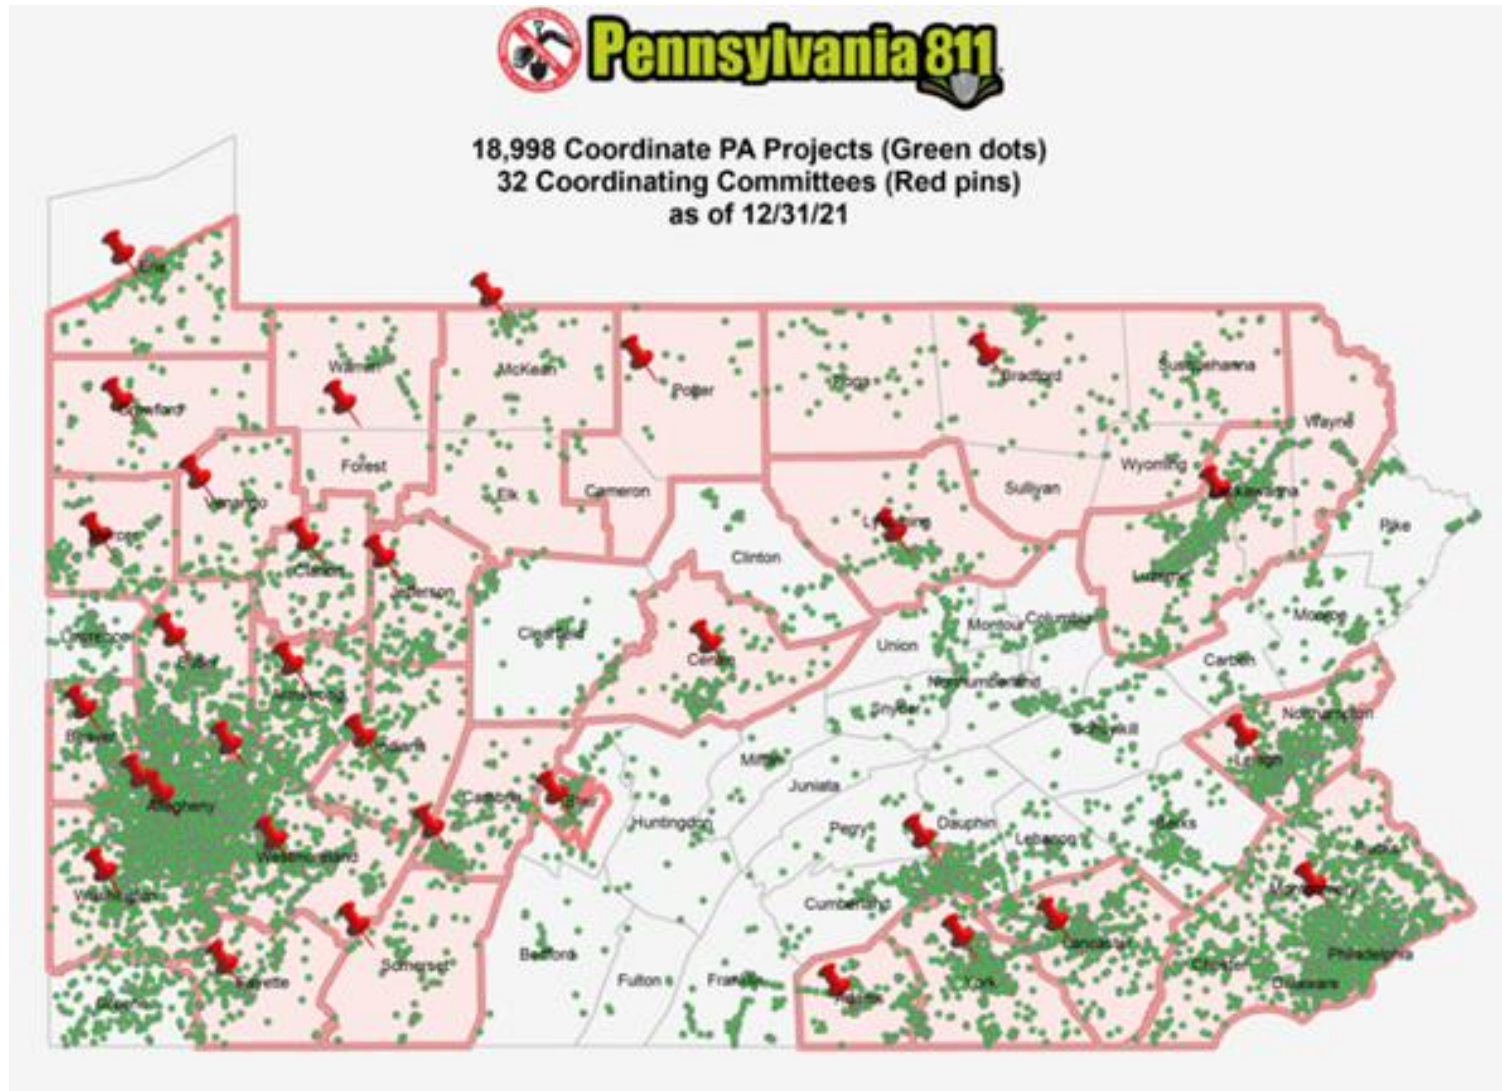 Pennsylvania 811
18,998 Coordinate PA Projects (Green dots)
32 Coordinating Committees (Red pins)
as of 12/31/21
Erie
Warren
McKean
Potter
Tioga
Bradford
Susquehanna
Wayne
Crawford
Forest
Elk
Cameron
Sullivan
Wyoming
Lackawanna
Venango
Lycoming
Pike
Clinton
Clarion
Jefferson
Luzerne
Clearfield
Centre
Union
Montour
Columbia
Monroe
Carbon
Butler
Armstrong
Northumberland
Snyder
Schuylkill
Northampton
Beaver
Indiana
Mifflin
Juniata
Lehigh
Allegheny
Cambria
Blair
Huntingdon
Perry
Dauphin
Lebanon
Berks
Bucks
Westmoreland
Washington
Cumberland
Montgomery
Somerset
Bedford
Fulton
Franklin
Adams
York
Lancaster
Chester
Philadelphia
Delaware
Fayette
Greene